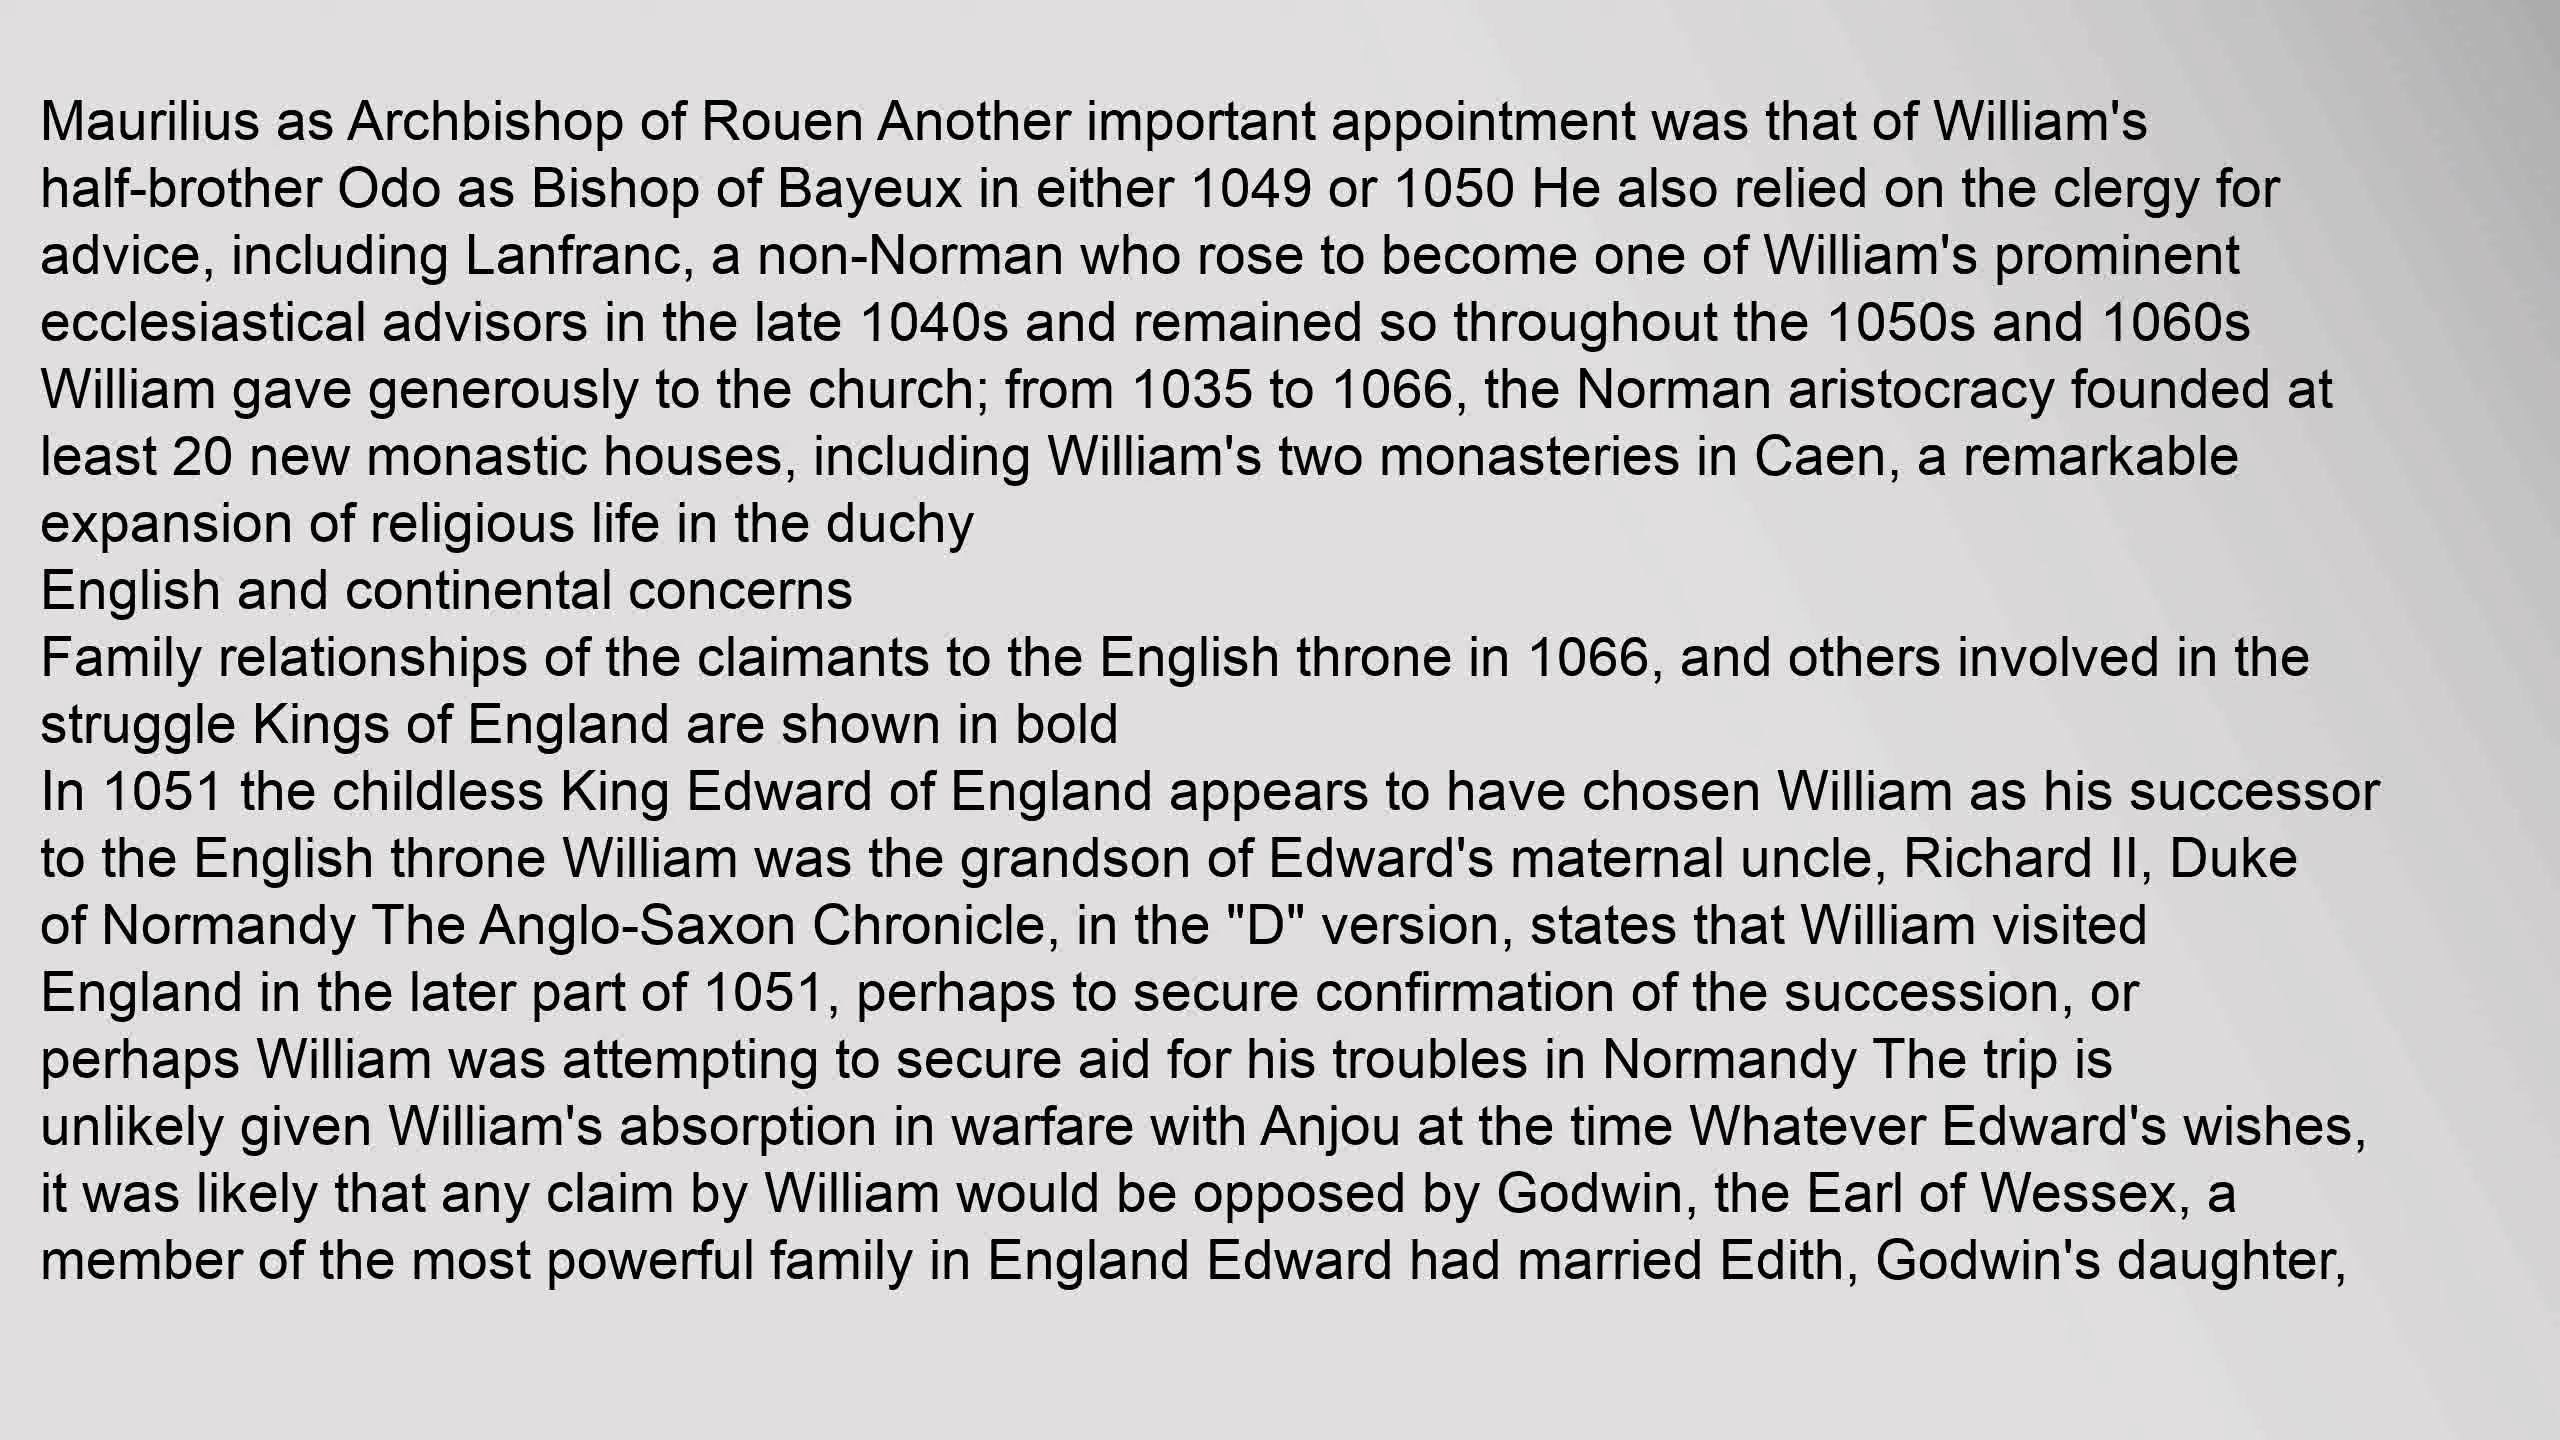 Maurilius as Archbishop of Rouen Another important appointment was that of William's
half-brother Odo as Bishop of Bayeux in either 1049 or 1050 He also relied on the clergy for
advice, including Lanfranc, a non-Norman who rose to become one of William's prominent
ecclesiastical advisors in the late 1040s and remained so throughout the 1050s and 1060s
William gave generously to the church; from 1035 to 1066, the Norman aristocracy founded at
least 20 new monastic houses, including William's two monasteries in Caen, a remarkable
expansion of religious life in the duchy
English and continental concerns
Family relationships of the claimants to the English throne in 1066, and others involved in the
struggle Kings of England are shown in bold
In 1051 the childless King Edward of England appears to have chosen William as his successor
to the English throne William was the grandson of Edward's maternal uncle, Richard II, Duke
of Normandy The Anglo-Saxon Chronicle, in the "D" version, states that William visited
England in the later part of 1051, perhaps to secure confirmation of the succession, or
perhaps William was attempting to secure aid for his troubles in Normandy The trip is
unlikely given William's absorption in warfare with Anjou at the time Whatever Edward's wishes,
it was likely that any claim by William would be opposed by Godwin, the Earl of Wessex, a
member of the most powerful family in England Edward had married Edith, Godwin's daughter,